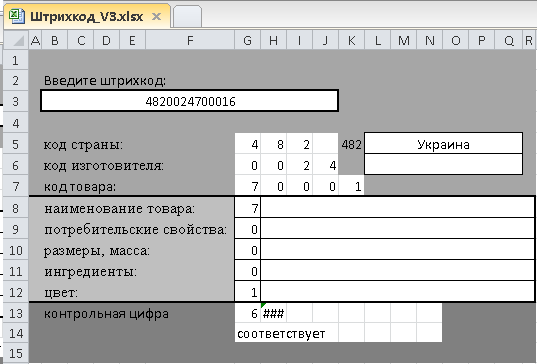 Штрихкод_V3.xlsx
A B C D E F G H I J K L M N O P Q R
1
2 Введите штрихкод:
3 4820024700016
4
5 код страны: 4 8 2 482 Украина
6 код изготовителя: 0 0 2 4
7 код товара: 7 0 0 0 1
8 наименование товара: 7
9 потребительские свойства: 0
10 размеры, масса: 0
11 ингредиенты: 0
12 цвет: 1
13 контрольная цифра 6 ###
14 соответствует
15